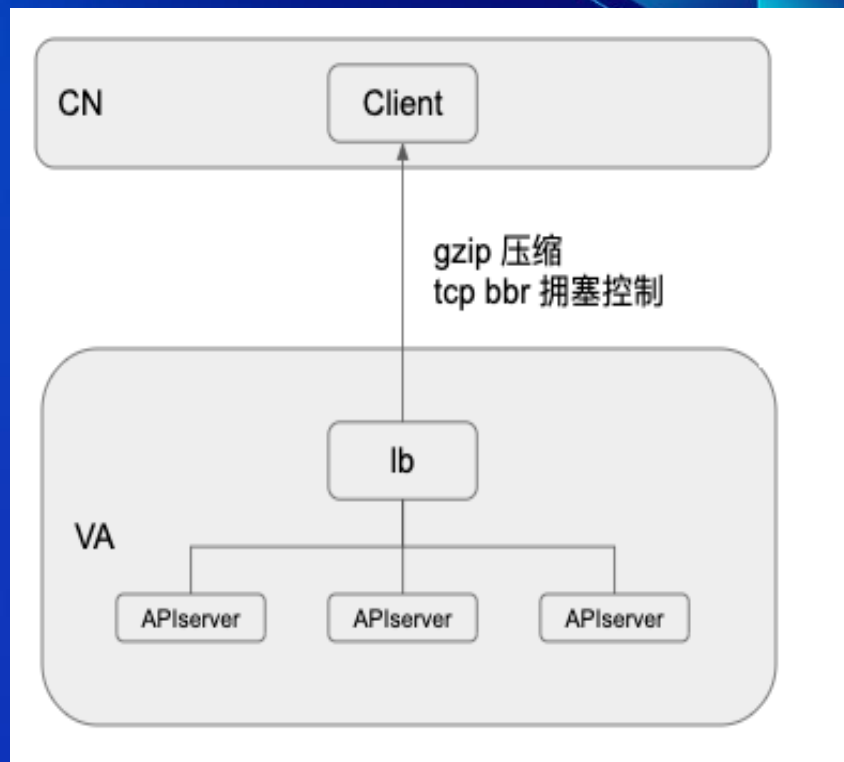 CN
Client
gzip 压缩
tcp bbr 拥塞控制
lb
VA
APIserver
APIserver
APIserver